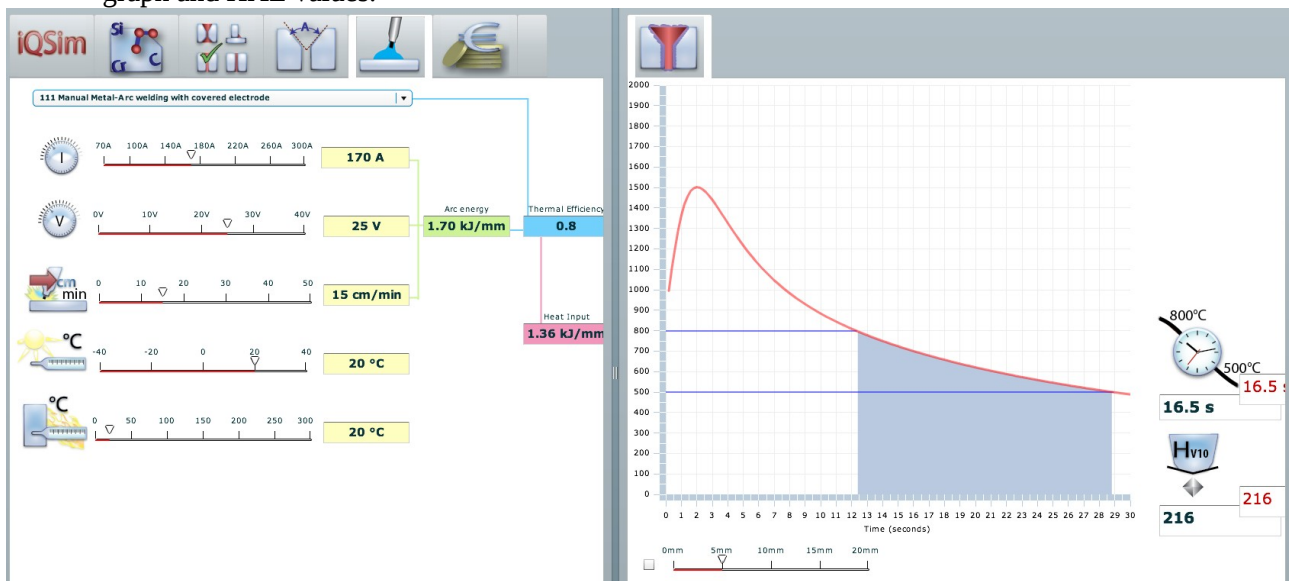 graph and HAZ values.
iQSim
Si
Cr
C
A
€
111 Manual Metal-Arc welding with covered electrode
I
70A 100A 140A 180A 220A 260A 300A
170 A
V
0V 10V 20V 30V 40V
25 V
Arc energy
1.70 kJ/mm
Thermal Efficiency
0.8
cm
min
0 10 20 30 40 50
15 cm/min
Heat Input
1.36 kJ/mm
°C
-40 -20 0 20 40
20 °C
°C
0 50 100 150 200 250 300
20 °C
2000
1900
1800
1700
1600
1500
1400
1300
1200
1100
1000
900
800
700
600
500
400
300
200
100
0
0 1 2 3 4 5 6 7 8 9 10 11 12 13 14 15 16 17 18 19 20 21 22 23 24 25 26 27 28 29 30
Time (seconds)
0mm 5mm 10mm 15mm 20mm
800°C
500°C
16.5 s
16.5
HV10
216
216